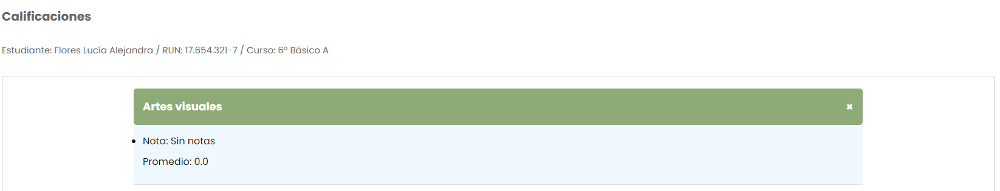 Calificaciones
Estudiante: Flores Lucía Alejandra / RUN: 17.654.321-7 / Curso: 6° Básico A
Artes visuales
Nota: Sin notas
Promedio: 0.0